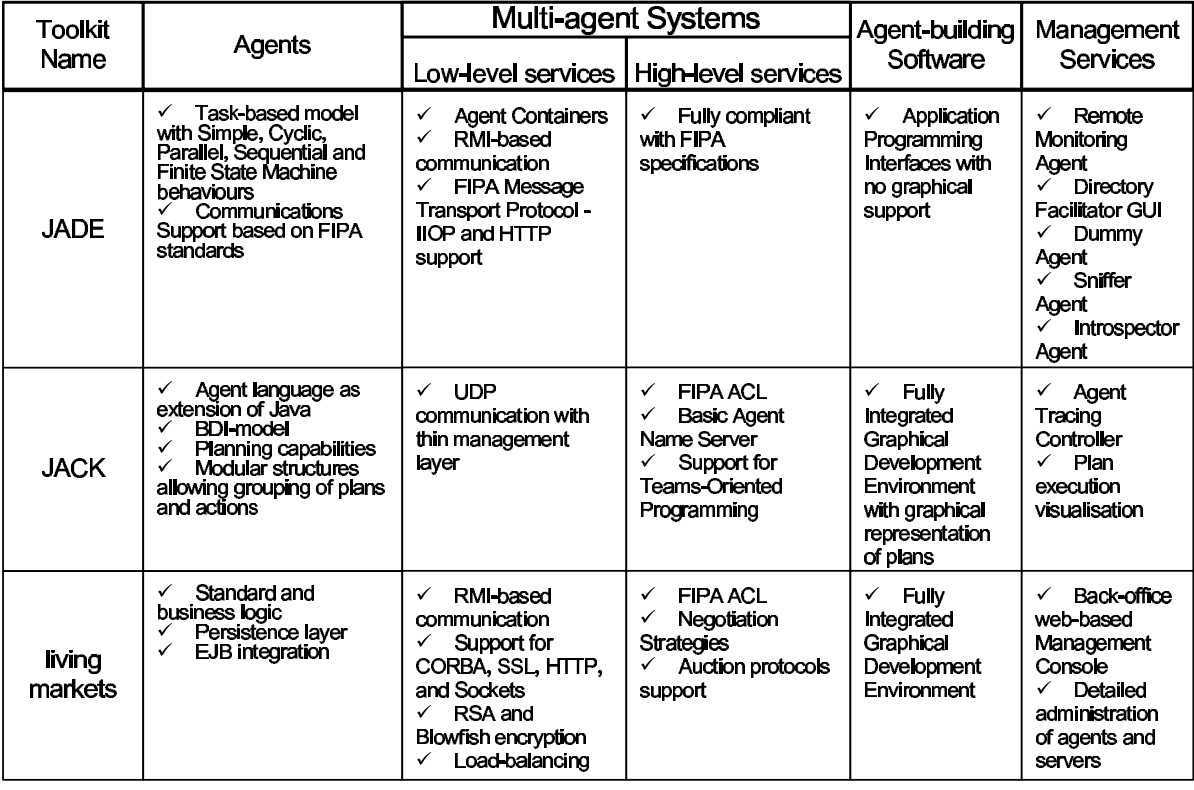 Toolkit
Name
Agents
Multi-agent Systems
Low-level services
High-level services
Agent-building
Software
Management
Services
JADE
✓ Task-based model
with Simple, Cyclic,
Parallel, Sequential and
Finite State Machine
behaviours
✓ Communications
Support based on FIPA
standards
✓ Agent Containers
✓ RMI-based
communication
✓ FIPA Message
Transport Protocol -
IIOP and HTTP
support
✓ Fully compliant
with FIPA
specifications
✓ Application
Programming
Interfaces with
no graphical
support
✓ Remote
Monitoring
Agent
✓ Directory
Facilitator GUI
✓ Dummy
Agent
✓ Sniffer
Agent
✓ Introspector
Agent
JACK
✓ Agent language as
extension of Java
✓ BDI-model
✓ Planning capabilities
✓ Modular structures
allowing grouping of plans
and actions
✓ UDP
communication with
thin management
layer
✓ FIPA ACL
✓ Basic Agent
Name Server
✓ Support for
Teams-Oriented
Programming
✓ Fully
Integrated
Graphical
Development
Environment
with graphical
representation
of plans
✓ Agent
Tracing
Controller
✓ Plan
execution
visualisation
living
markets
✓ Standard and
business logic
✓ Persistence layer
✓ EJB integration
✓ RMI-based
communication
✓ Support for
CORBA, SSL, HTTP,
and Sockets
✓ RSA and
Blowfish encryption
✓ Load-balancing
✓ FIPA ACL
✓ Negotiation
Strategies
✓ Auction protocols
support
✓ Fully
Integrated
Graphical
Development
Environment
✓ Back-office
web-based
Management
Console
✓ Detailed
administration
of agents and
servers